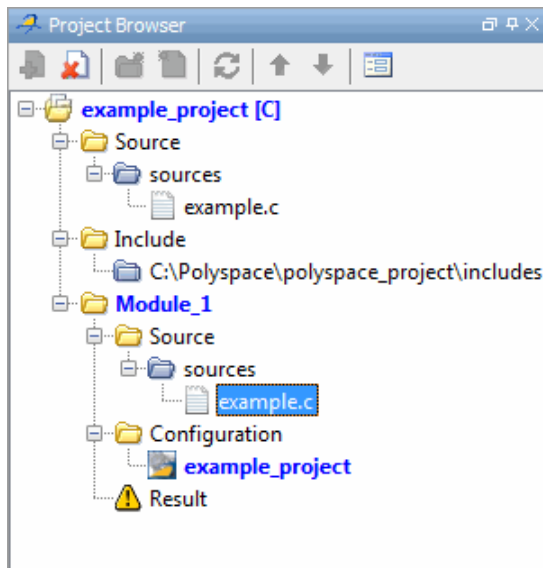 Project Browser
example_project [C]
Source
sources
example.c
Include
C:\Polyspace\polyspace_project\includes
Module_1
Source
sources
example.c
Configuration
example_project
Result